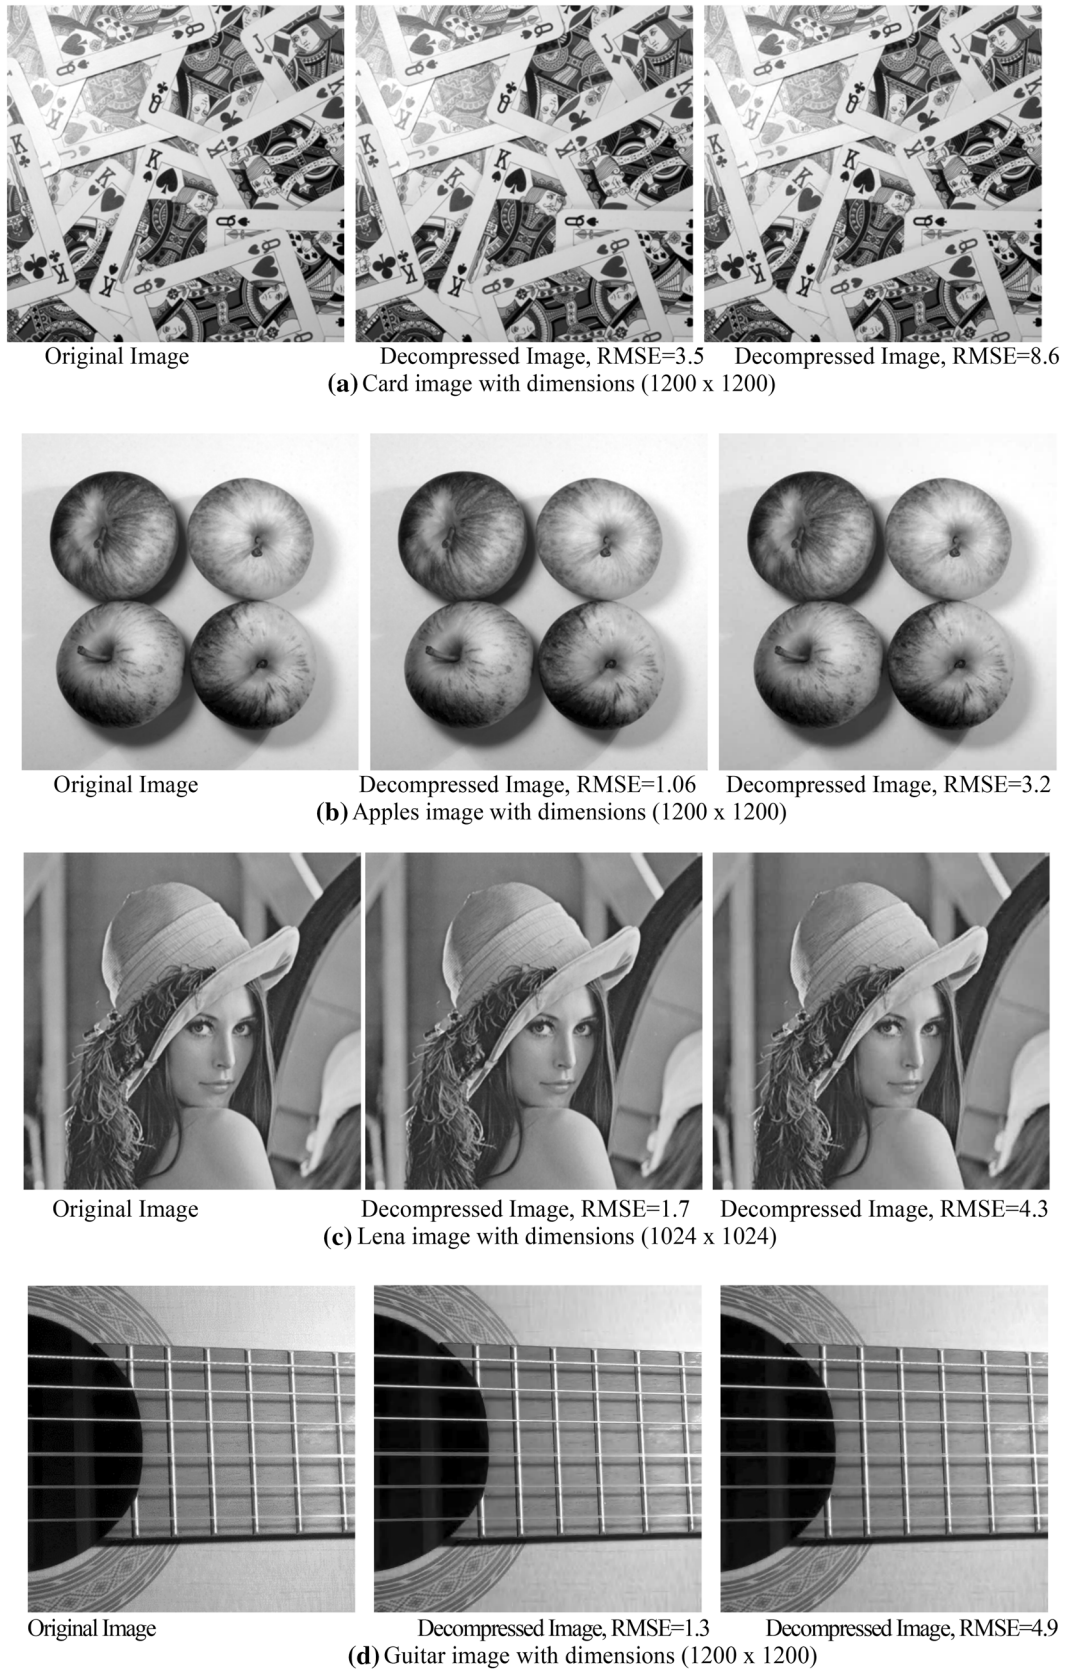 Original Image Decompressed Image, RMSE=3.5 Decompressed Image, RMSE=8.6
(a) Card image with dimensions (1200 x 1200)
Original Image Decompressed Image, RMSE=1.06 Decompressed Image, RMSE=3.2
(b) Apples image with dimensions (1200 x 1200)
Original Image Decompressed Image, RMSE=1.7 Decompressed Image, RMSE=4.3
(c) Lena image with dimensions (1024 x 1024)
Original Image Decompressed Image, RMSE=1.3 Decompressed Image, RMSE=4.9
(d) Guitar image with dimensions (1200 x 1200)